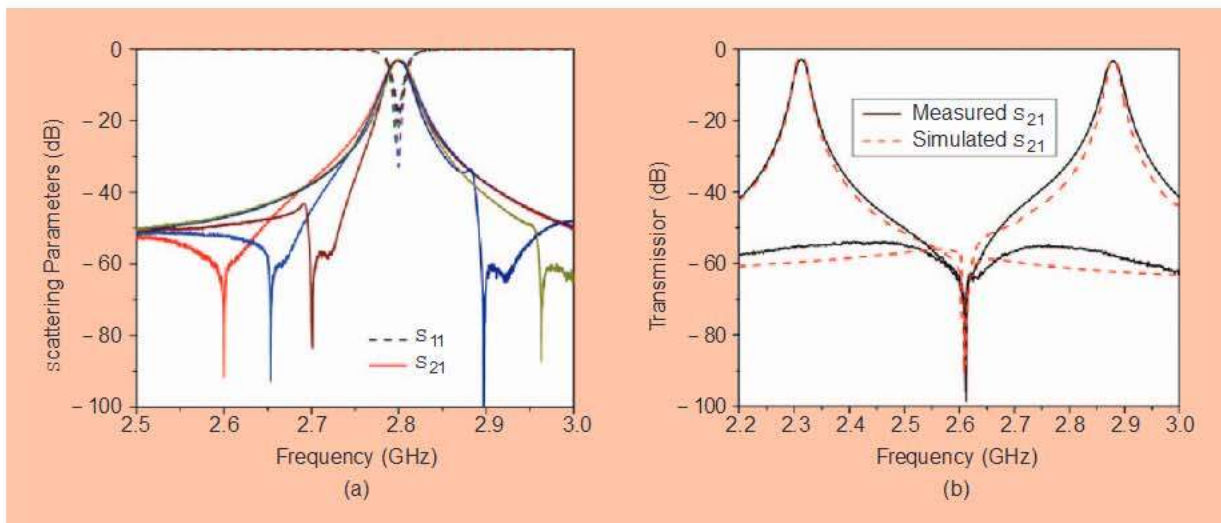 0
– 20
– 40
– 60
– 80
– 100
scattering Parameters (dB)
2.5 2.6 2.7 2.8 2.9 3.0
Frequency (GHz)
(a)
S11
S21
0
– 20
– 40
– 60
– 80
– 100
Transmissior (dB)
2.2 2.3 2.4 2.5 2.6 2.7 2.8 2.9 3.0
Frequency (GHz)
(b)
Measured S21
Simulated S21